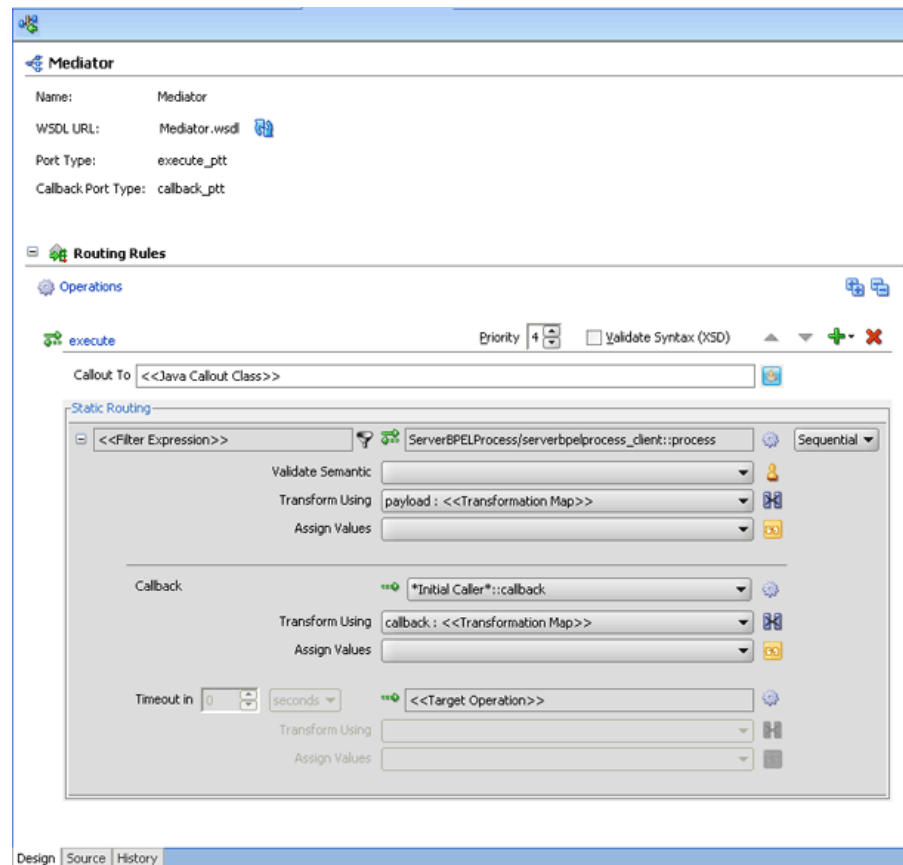 Mediator
Name: Mediator
WSDL URL: Mediator.wsdl
Port Type: execute_ptt
Callback Port Type: callback_ptt
Routing Rules
Operations
execute Priority 4 Validate Syntax (XSD)
Callout To <<Java Callout Class>>
Static Routing
<<Filter Expression>> ServerBPELProcess/serverbpelprocess_client::process Sequential
Validate Semantic
Transform Using payload : <<Transformation Map>>
Assign Values
Callback *Initial Caller*::callback
Transform Using callback : <<Transformation Map>>
Assign Values
Timeout in 0 seconds <<Target Operation>>
Transform Using
Assign Values
Design Source History